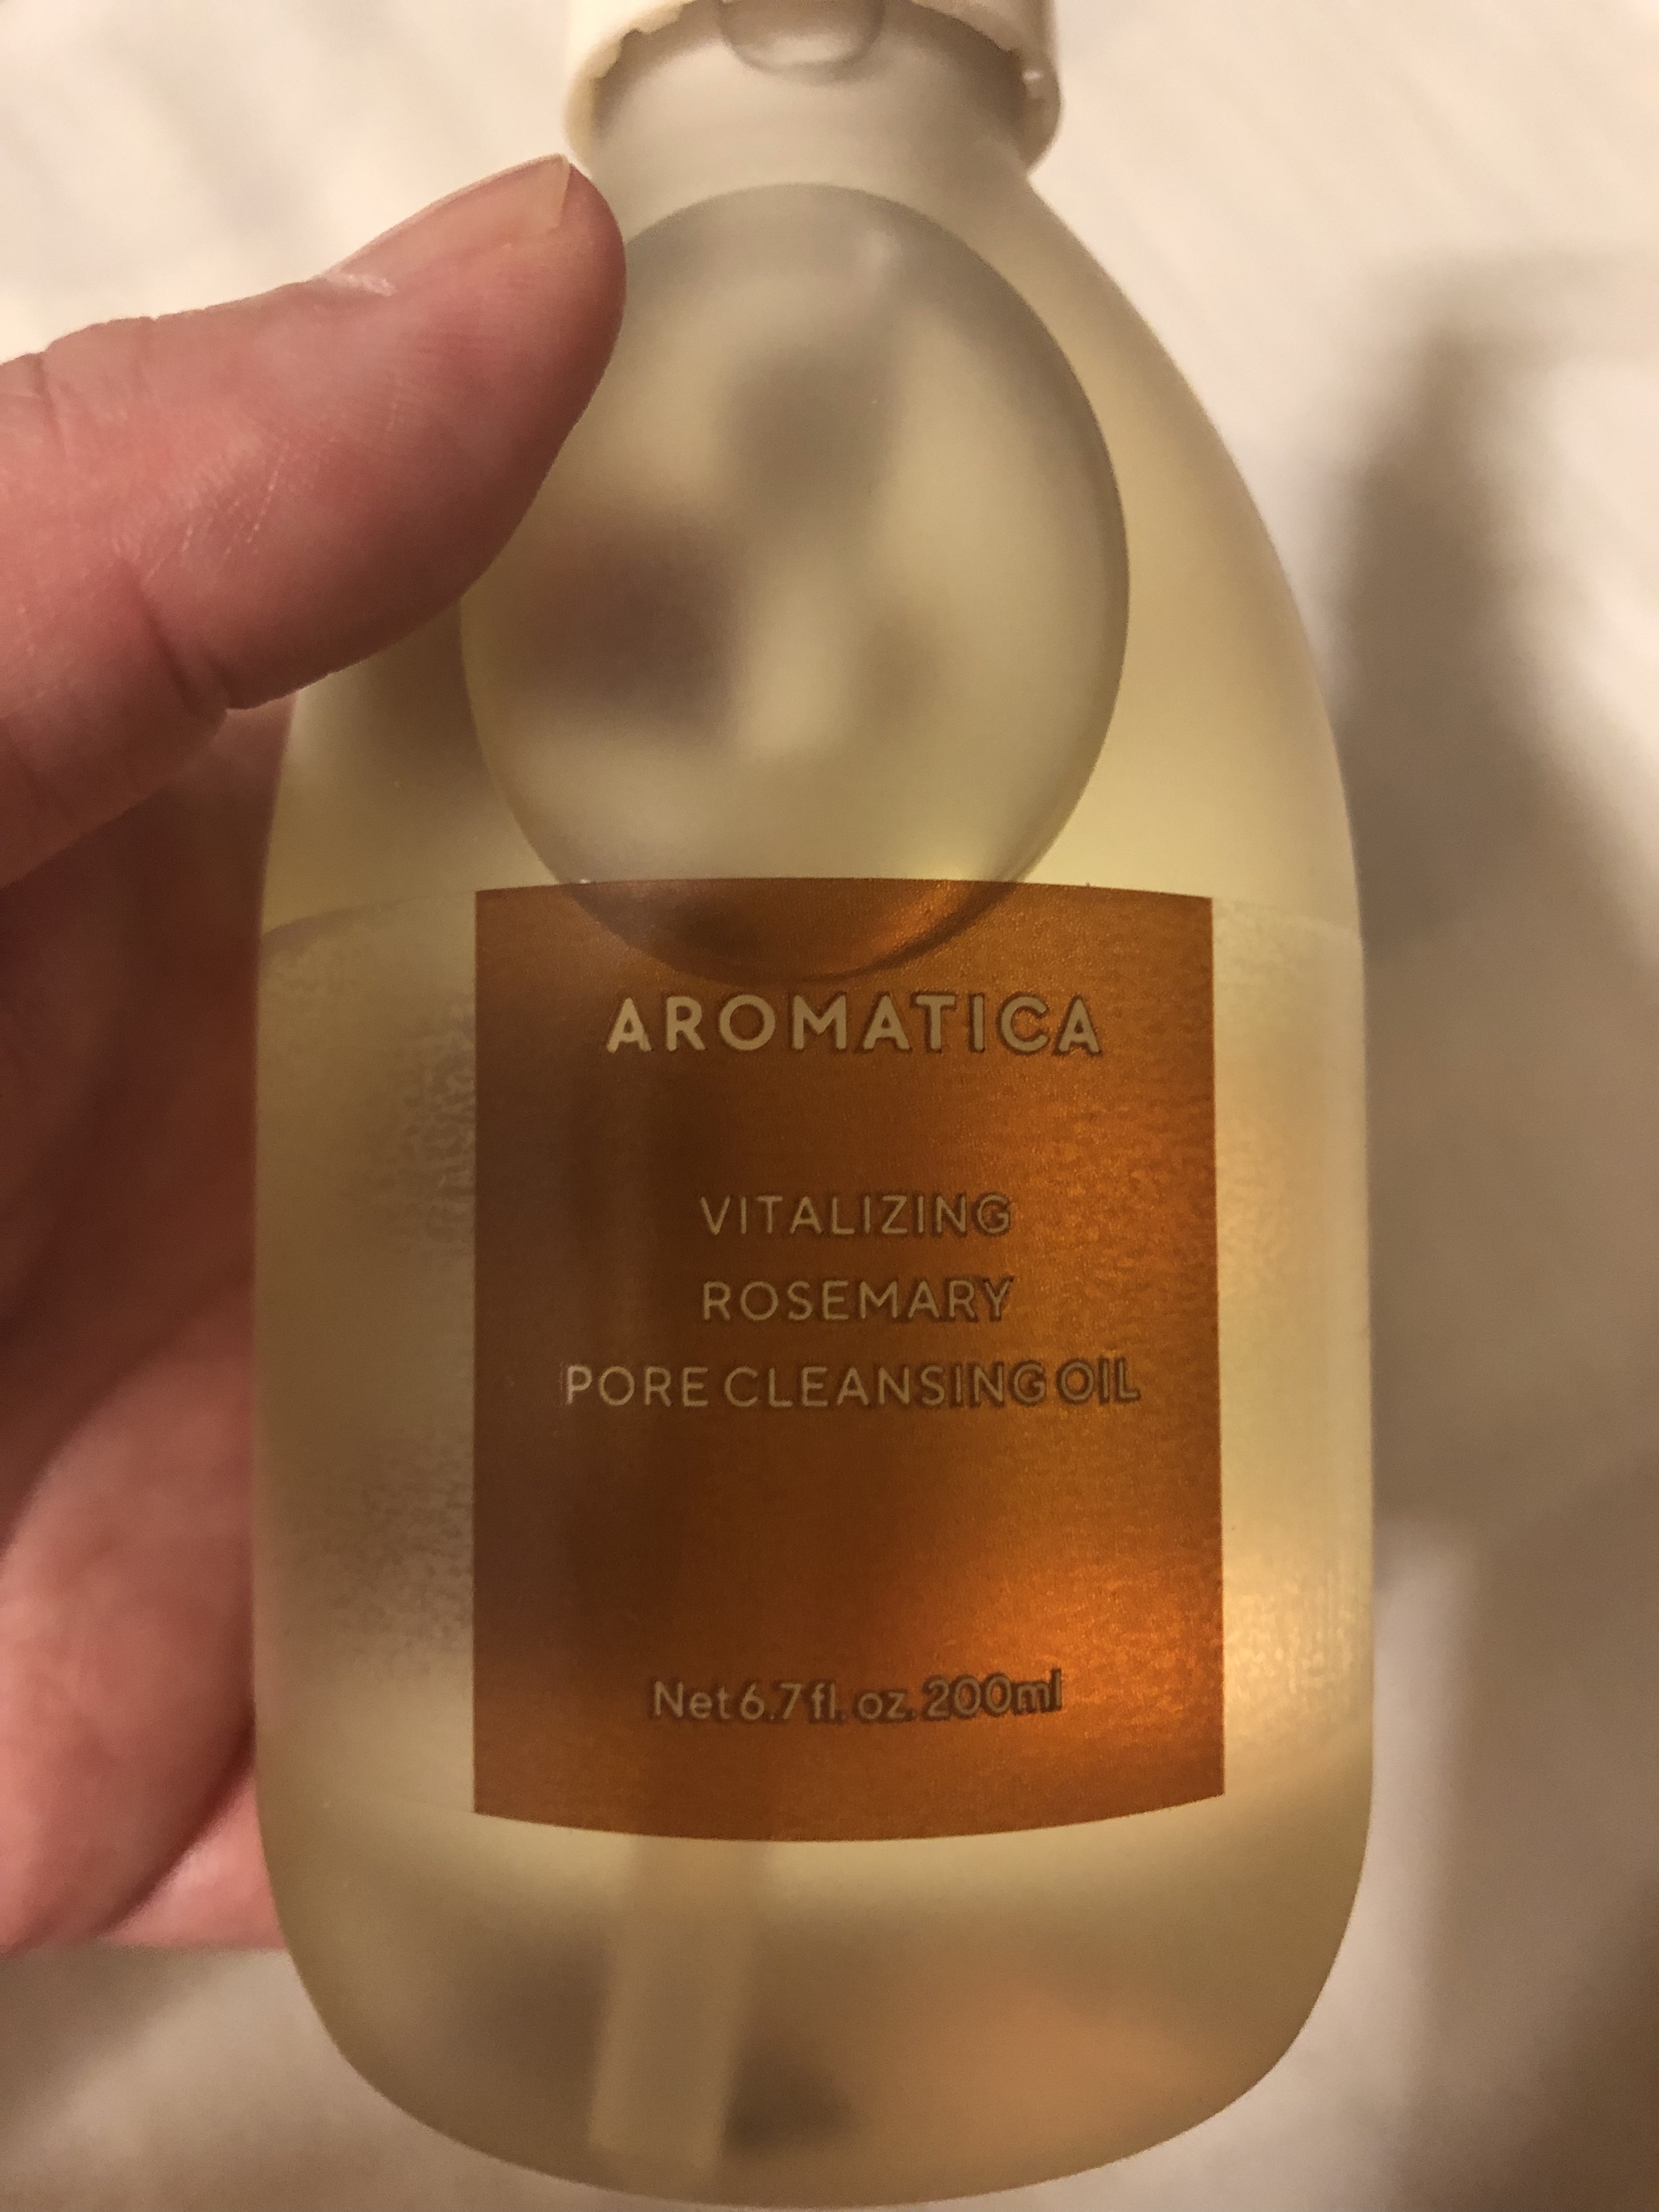 AROMATICA
VITALIZING
ROSEMARY
PORE CLEANSING OIL
Net 6.7 fl. oz. 200ml